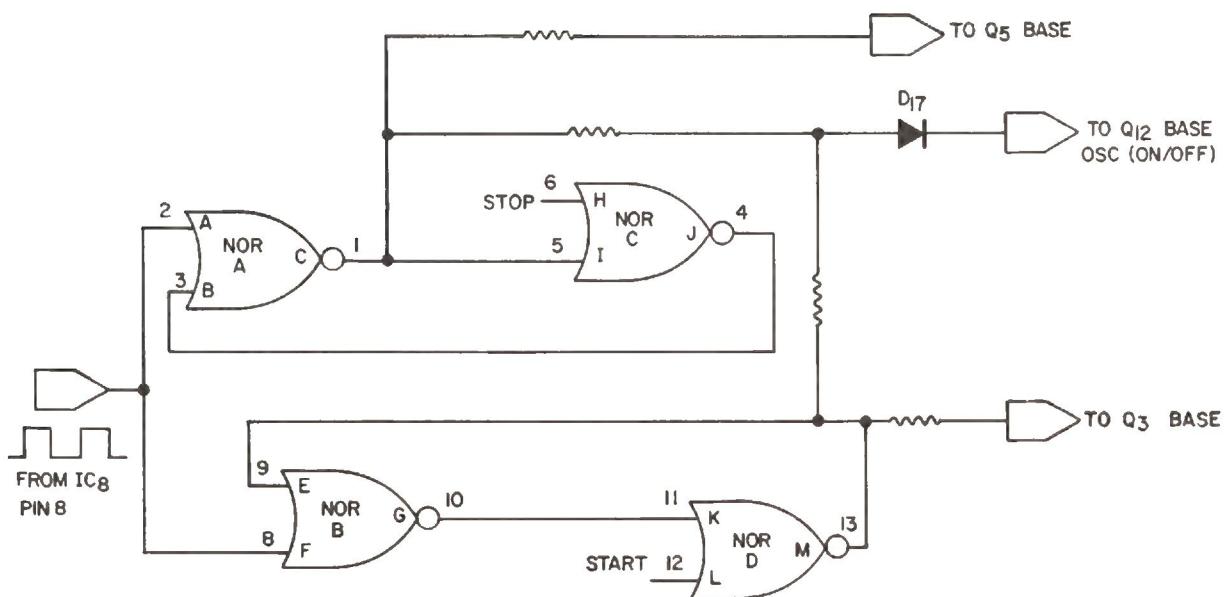 TO Q5 BASE
D17
TO Q12 BASE
OSC (ON/OFF)
2
A
NOR
A
C
1
3
B
STOP
6
H
NOR
C
J
4
5
I
FROM IC8
PIN 8
TO Q3 BASE
9
E
NOR
B
G
10
8
F
11
K
NOR
D
M
13
START
12
L